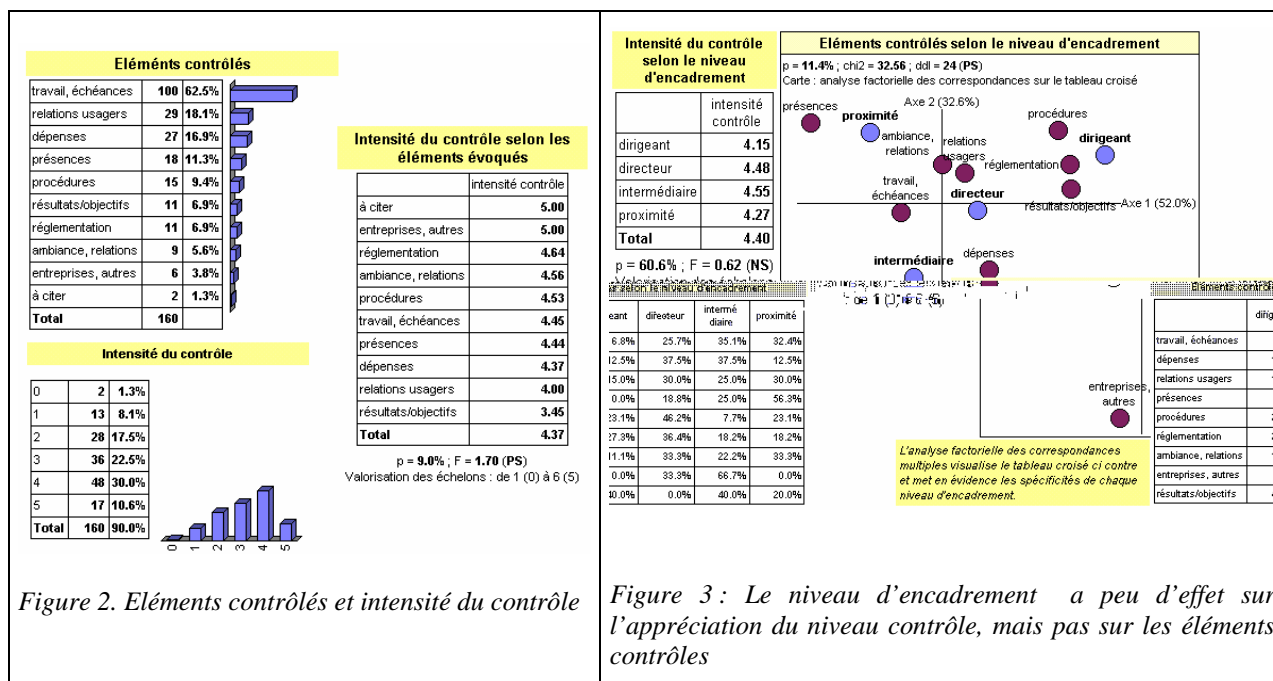 Eléménts contrôlés
travail, échéances 100 62.5%
relations usagers 29 18.1%
dépenses 27 16.9%
présences 18 11.3%
procédures 15 9.4%
résultats/objectifs 11 6.9%
réglementation 11 6.9%
ambiance, relations 9 5.6%
entreprises, autres 6 3.8%
à citer 2 1.3%
Total 160
Intensité du contrôle
0 2 1.3%
1 13 8.1%
2 28 17.5%
3 36 22.5%
4 48 30.0%
5 17 10.6%
Total 160 90.0%
0 1 2 3 4 5
Intensité du contrôle selon les
éléments évoqués
intensité contrôle
à citer 5.00
entreprises, autres 5.00
réglementation 4.64
ambiance, relations 4.56
procédures 4.53
travail, échéances 4.45
présences 4.44
dépenses 4.37
relations usagers 4.00
résultats/objectifs 3.45
Total 4.37
p = 9.0% ; F = 1.70 (PS)
Valorisation des échelons : de 1 (0) à 6 (5)
Figure 2. Eléments contrôlés et intensité du contrôle
Intensité du contrôle
selon le niveau
d'encadrement
intensité
contrôle
dirigeant 4.15
directeur 4.48
intermédiaire 4.55
proximité 4.27
Total 4.40
p = 60.6% ; F = 0.62 (NS)
Eléments contrôlés selon le niveau d'encadrement
p = 11.4% ; chi2 = 32.56 ; ddl = 24 (PS)
Carte : analyse factorielle des correspondances sur le tableau croisé
Axe 2 (32.6%)
présences
proximité
procédures
ambiance,
relations
dirigeant
relations
usagers
réglementation
travail,
échéances
directeur
résultats/objectifs
Axe 1 (52.0%)
intermédiaire
dépenses
entreprises,
autres
selon le niveau d'encadrement
eant directeur intermé
diaire proximité
6.8% 25.7% 35.1% 32.4%
12.5% 37.5% 37.5% 12.5%
15.0% 30.0% 25.0% 30.0%
0.0% 18.8% 25.0% 56.3%
23.1% 46.2% 7.7% 23.1%
27.3% 36.4% 18.2% 18.2%
11.1% 33.3% 22.2% 33.3%
0.0% 33.3% 66.7% 0.0%
40.0% 0.0% 40.0% 20.0%
L'analyse factorielle des correspondances
multiples visualise le tableau croisé ci contre
et met en évidence les spécificités de chaque
niveau d'encadrement.
travail, échéances
dépenses
relations usagers
présences
procédures
réglementation
ambiance, relations
entreprises, autres
résultats/objectifs
Figure 3 : Le niveau d'encadrement a peu d'effet sur
l'appréciation du niveau contrôle, mais pas sur les éléments
contrôles